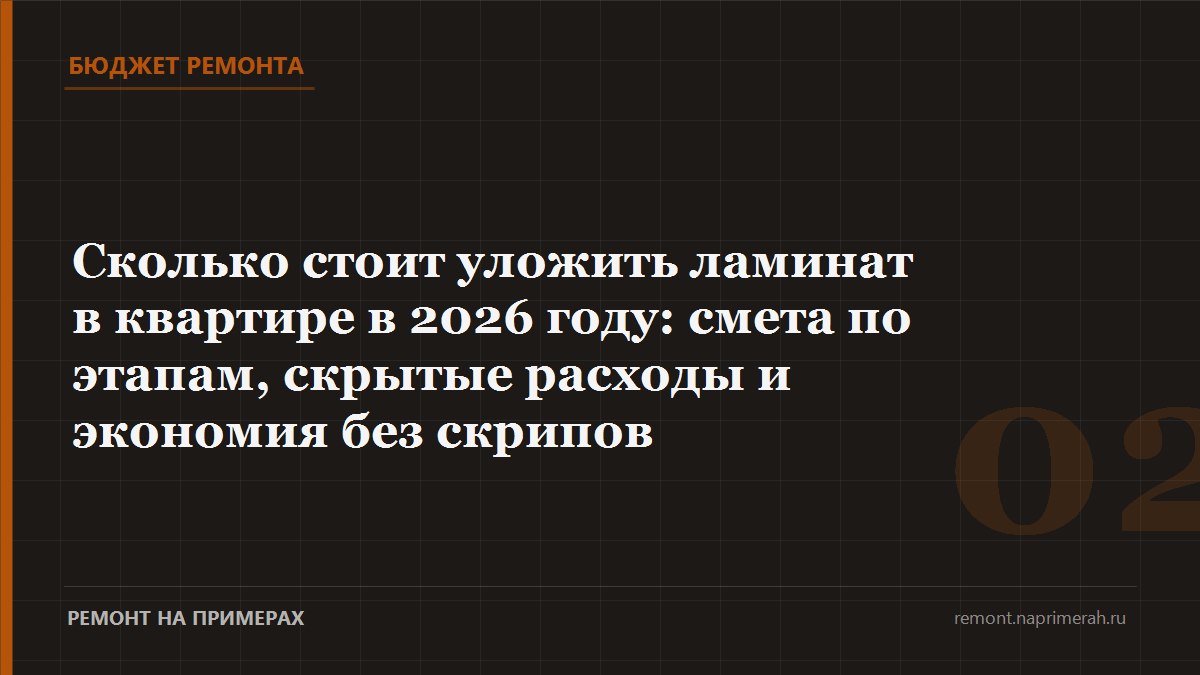 БЮДЖЕТ РЕМОНТА
Сколько стоит уложить ламинат
в квартире в 2026 году: смета по
этапам, скрытые расходы и
экономия без скрипов
02
РЕМОНТ НА ПРИМЕРАХ
remont.naprimerah.ru